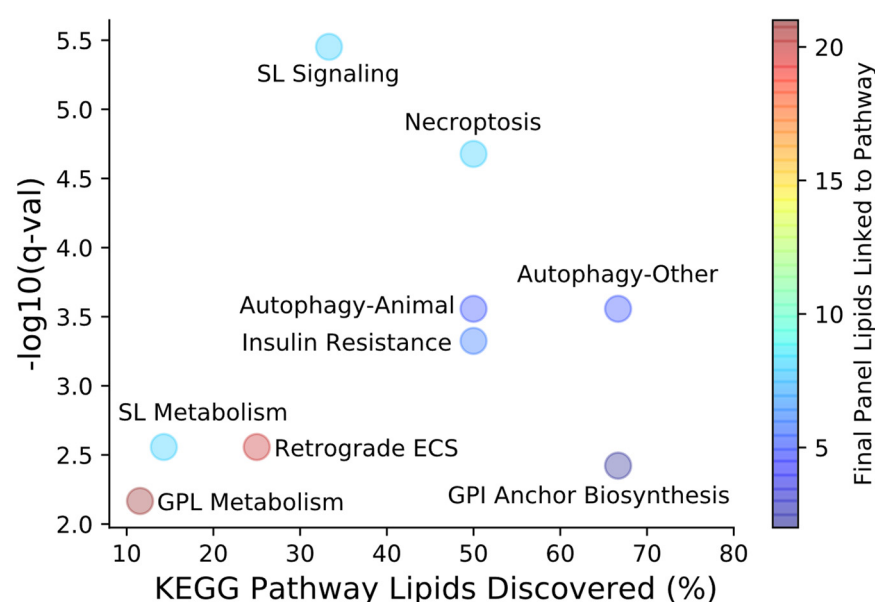 5.5
5.0
4.5
4.0
3.5
3.0
2.5
2.0
-log10(q-val)
SL Signaling
Necroptosis
Autophagy-Other
Autophagy-Animal
Insulin Resistance
SL Metabolism
Retrograde ECS
GPI Anchor Biosynthesis
GPL Metabolism
10 20 30 40 50 60 70 80
KEGG Pathway Lipids Discovered (%)
20
15
10
5
Final Panel Lipids Linked to Pathway